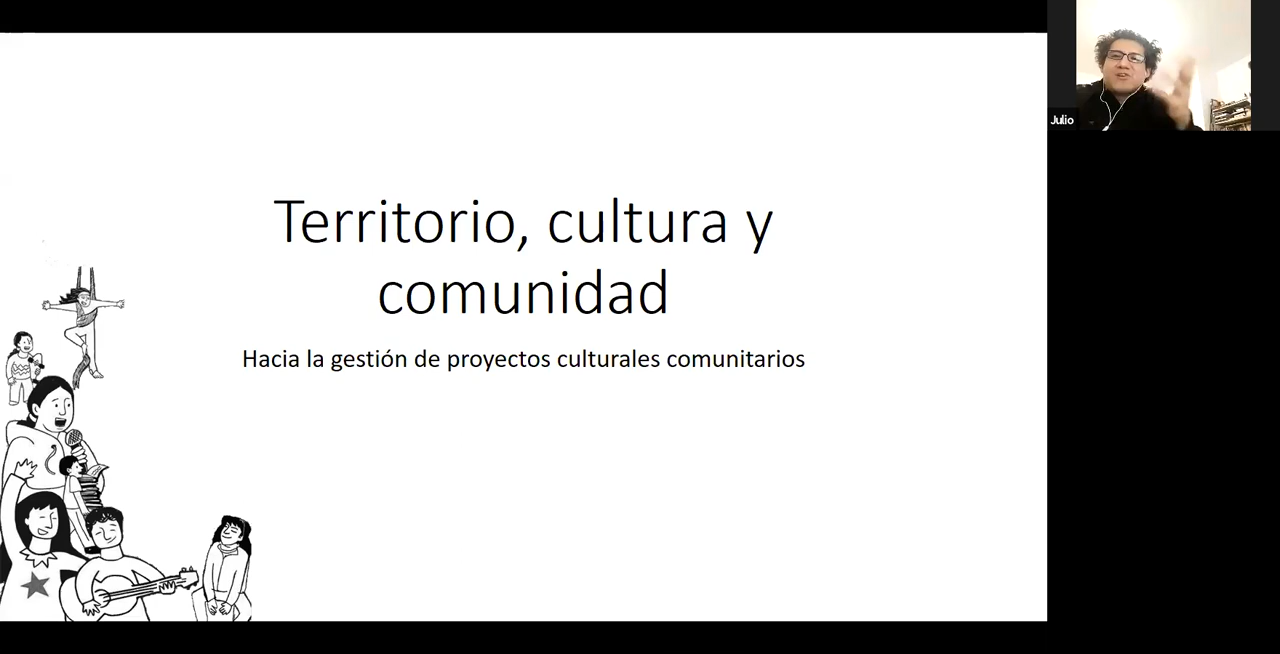 Territorio, cultura y
comunidad
Hacia la gestión de proyectos culturales comunitarios
Julio